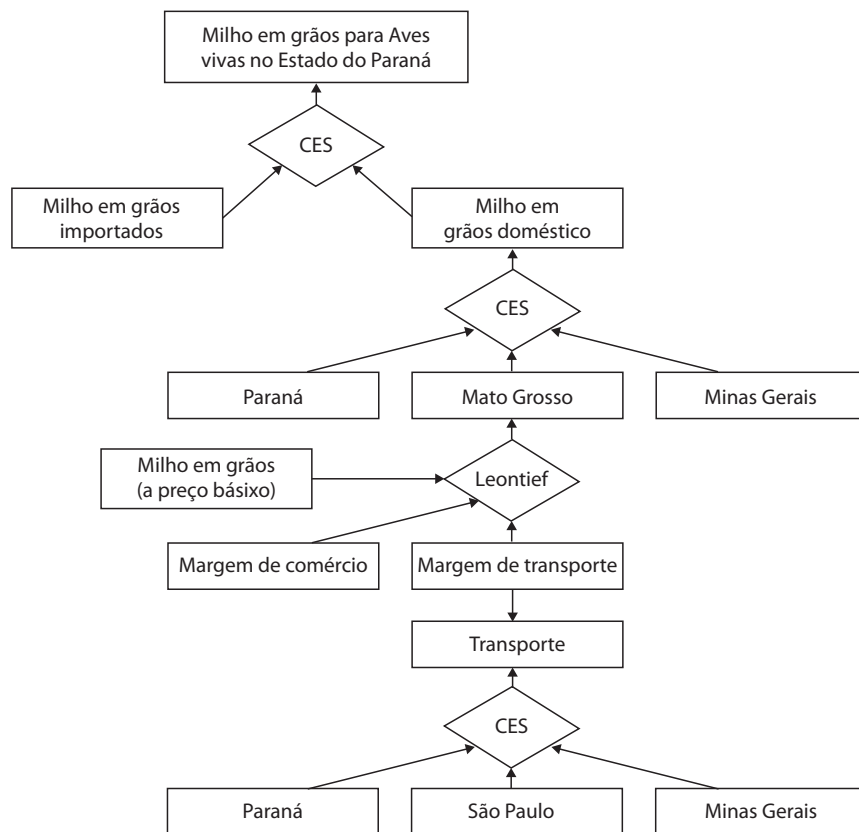 Milho em grãos para Aves
vivas no Estado do Paraná
CES
Milho em grãos
importados
Milho em
grãos doméstico
CES
Paraná
Mato Grosso
Minas Gerais
Milho em grãos
(a preço básixo)
Leontief
Margem de comércio
Margem de transporte
Transporte
CES
Paraná
São Paulo
Minas Gerais